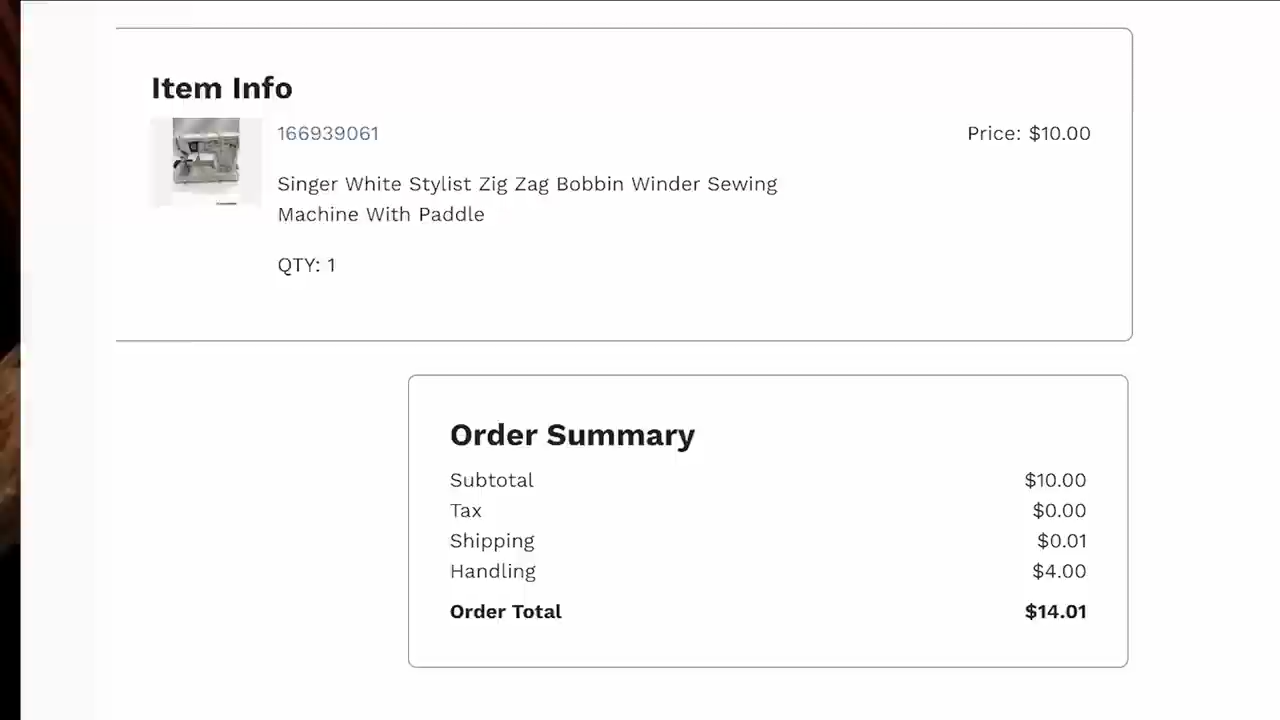 Item Info
166939061
Price: $10.00
Singer White Stylist Zig Zag Bobbin Winder Sewing
Machine With Paddle
QTY: 1
Order Summary
Subtotal $10.00
Tax $0.00
Shipping $0.01
Handling $4.00
Order Total $14.01